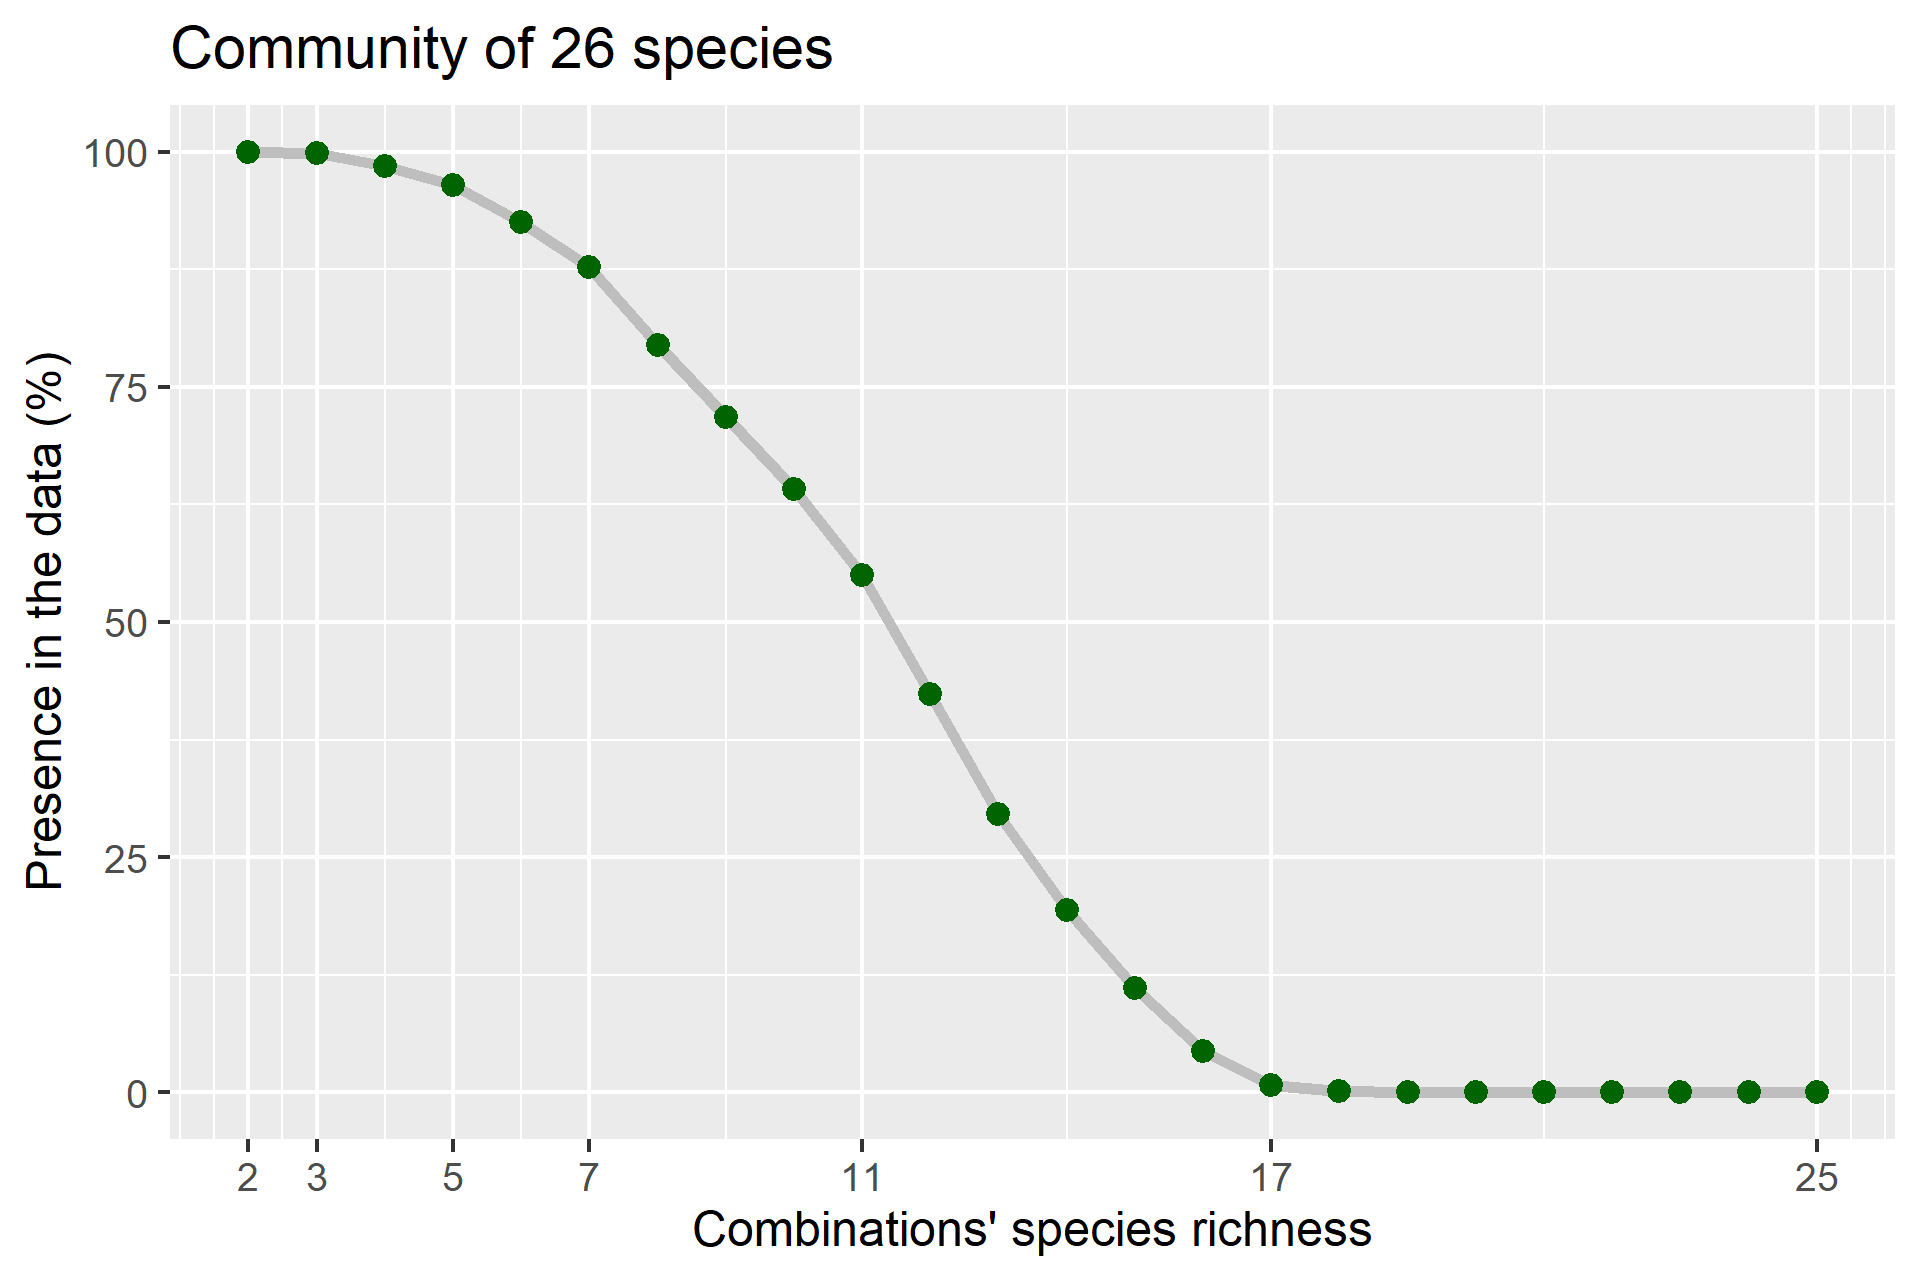 Community of 26 species
Presence in the data (%)
100
75
50
25
0
2 3 5 7 11 17 25
Combinations' species richness